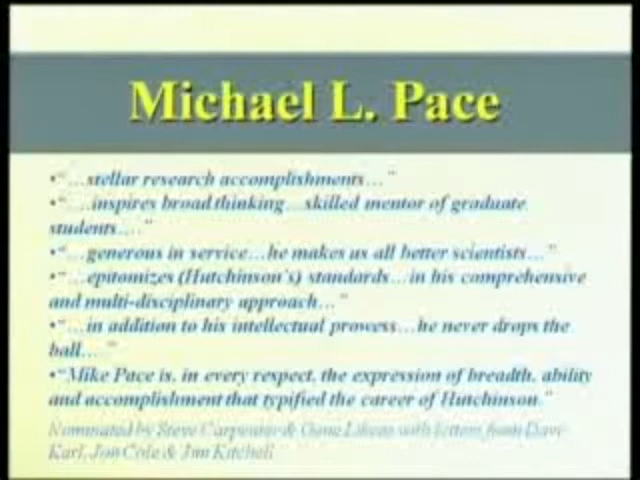 Michael L. Pace
•"…stellar research accomplishments…"
•"…inspires broad thinking…skilled mentor of graduate
students…."
•"…generous in service…he makes us all better scientists…"
•"…epitomizes (Hutchinson's) standards…in his comprehensive
and multi-disciplinary approach…"
•"…in addition to his intellectual prowess…he never drops the
ball…."
•"Mike Pace is, in every respect, the expression of breadth, ability
and accomplishment that typified the career of Hutchinson."
Nominated by Steve Carpenter & Gene Likens with letters from Dave
Karl, Jon Cole & Jim Kitchell